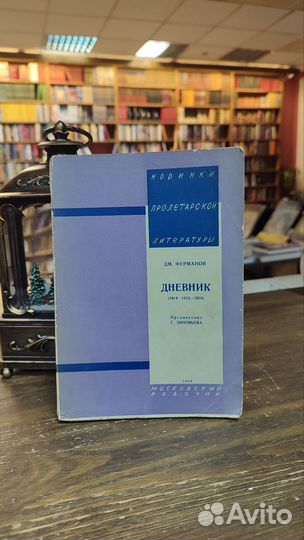 НОВИНКИ
ПРОЛЕТАРСКОЙ
ЛИТЕРАТУРЫ
ДМ. ФУРМАНОВ
ДНЕВНИК
(1914 – 1915 – 1916)
Предисловие
Г. ЗИНОВЬЕВА
МОСКОВСКИЙ
РАБОЧИЙ
Avito